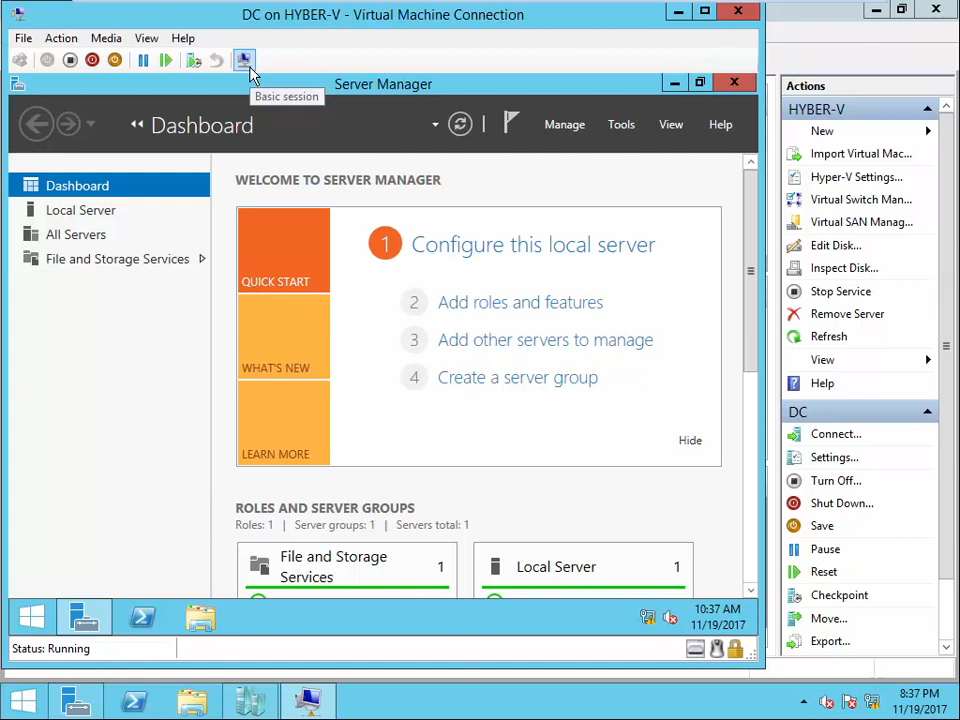 DC on HYBER-V - Virtual Machine Connection
File Action Media View Help
Basic session
Server Manager
Dashboard
Manage Tools View Help
Dashboard
Local Server
All Servers
File and Storage Services
WELCOME TO SERVER MANAGER
QUICK START
WHAT'S NEW
LEARN MORE
1 Configure this local server
2 Add roles and features
3 Add other servers to manage
4 Create a server group
Hide
ROLES AND SERVER GROUPS
Roles: 1 | Server groups: 1 | Servers total: 1
File and Storage
Services
1
Local Server 1
10:37 AM
11/19/2017
Status: Running
Actions
HYBER-V
New
Import Virtual Mac...
Hyper-V Settings...
Virtual Switch Man...
Virtual SAN Manag...
Edit Disk...
Inspect Disk...
Stop Service
Remove Server
Refresh
View
Help
DC
Connect...
Settings...
Turn Off...
Shut Down...
Save
Pause
Reset
Checkpoint
Move...
Export...
8:37 PM
11/19/2017